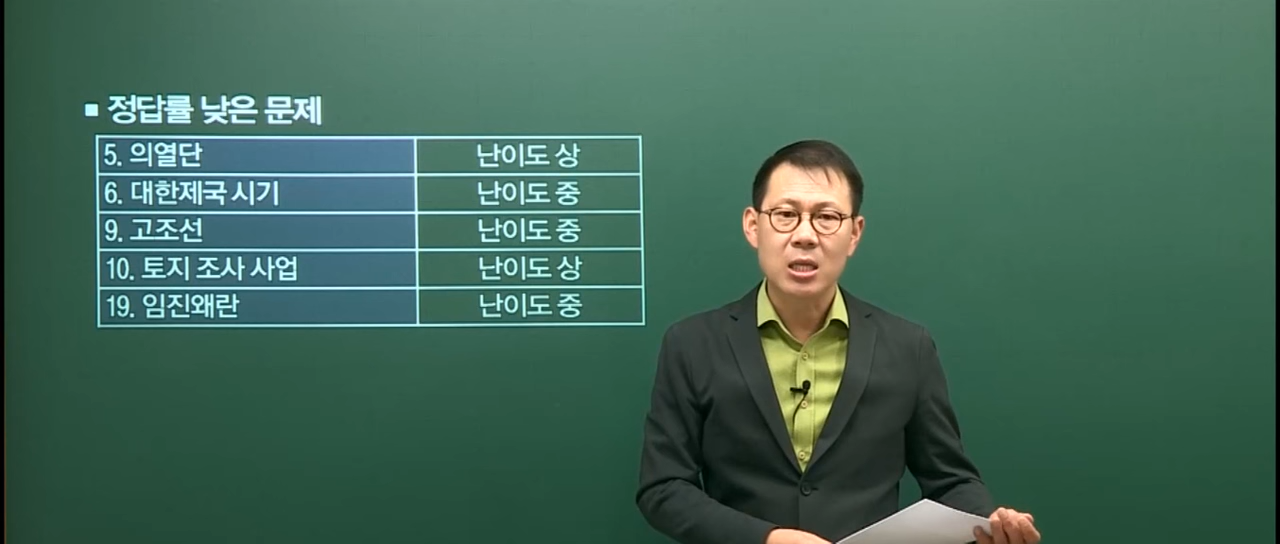 ▪ 정답률 낮은 문제
5. 의열단 난이도 상
6. 대한제국 시기 난이도 중
9. 고조선 난이도 중
10. 토지 조사 사업 난이도 상
19. 임진왜란 난이도 중